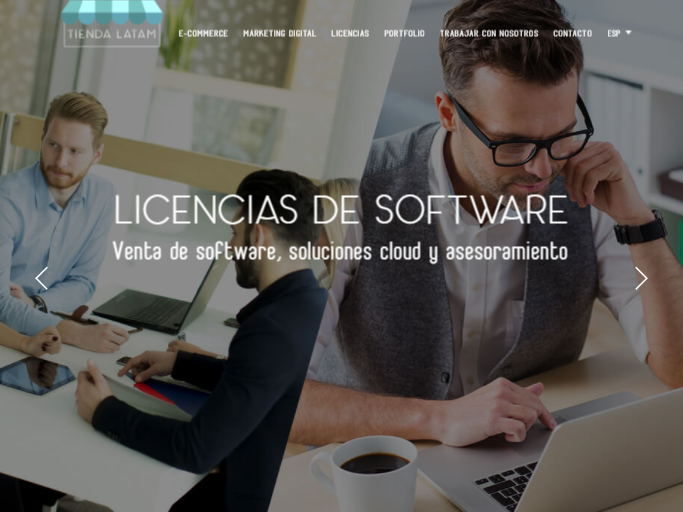 TIENDA LATAM
E-COMMERCE
MARKETING DIGITAL
LICENCIAS
PORTFOLIO
TRABAJAR CON NOSOTROS
CONTACTO
ESP
LICENCIAS DE SOFTWARE
Venta de software, soluciones cloud y asesoramiento